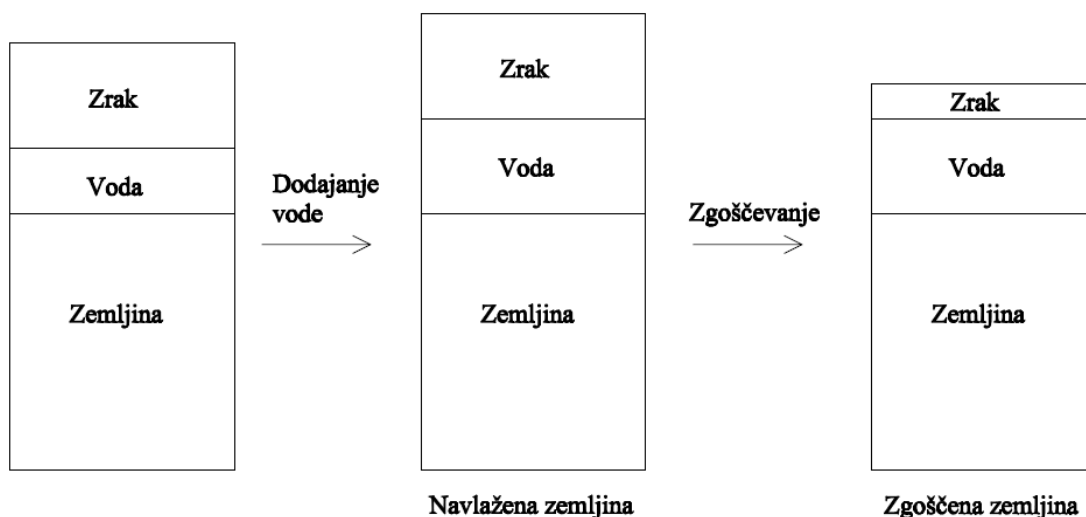 Zrak
Voda
Zemljina
Dodajanje
vode
Zrak
Voda
Zemljina
Navlažena zemljina
Zgoščevanje
Zrak
Voda
Zemljina
Zgoščena zemljina